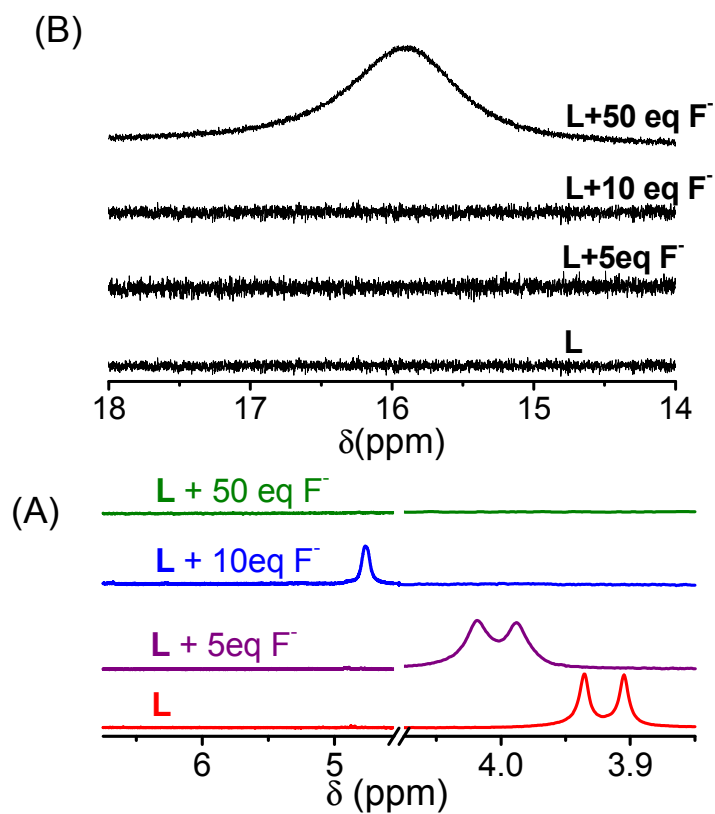 (B)
L+50 eq F⁻
L+10 eq F⁻
L+5eq F⁻
L
18 17 16 15 14
δ(ppm)
(A)
L + 50 eq F⁻
L + 10eq F⁻
L + 5eq F⁻
L
6 5 4.0 3.9
δ (ppm)